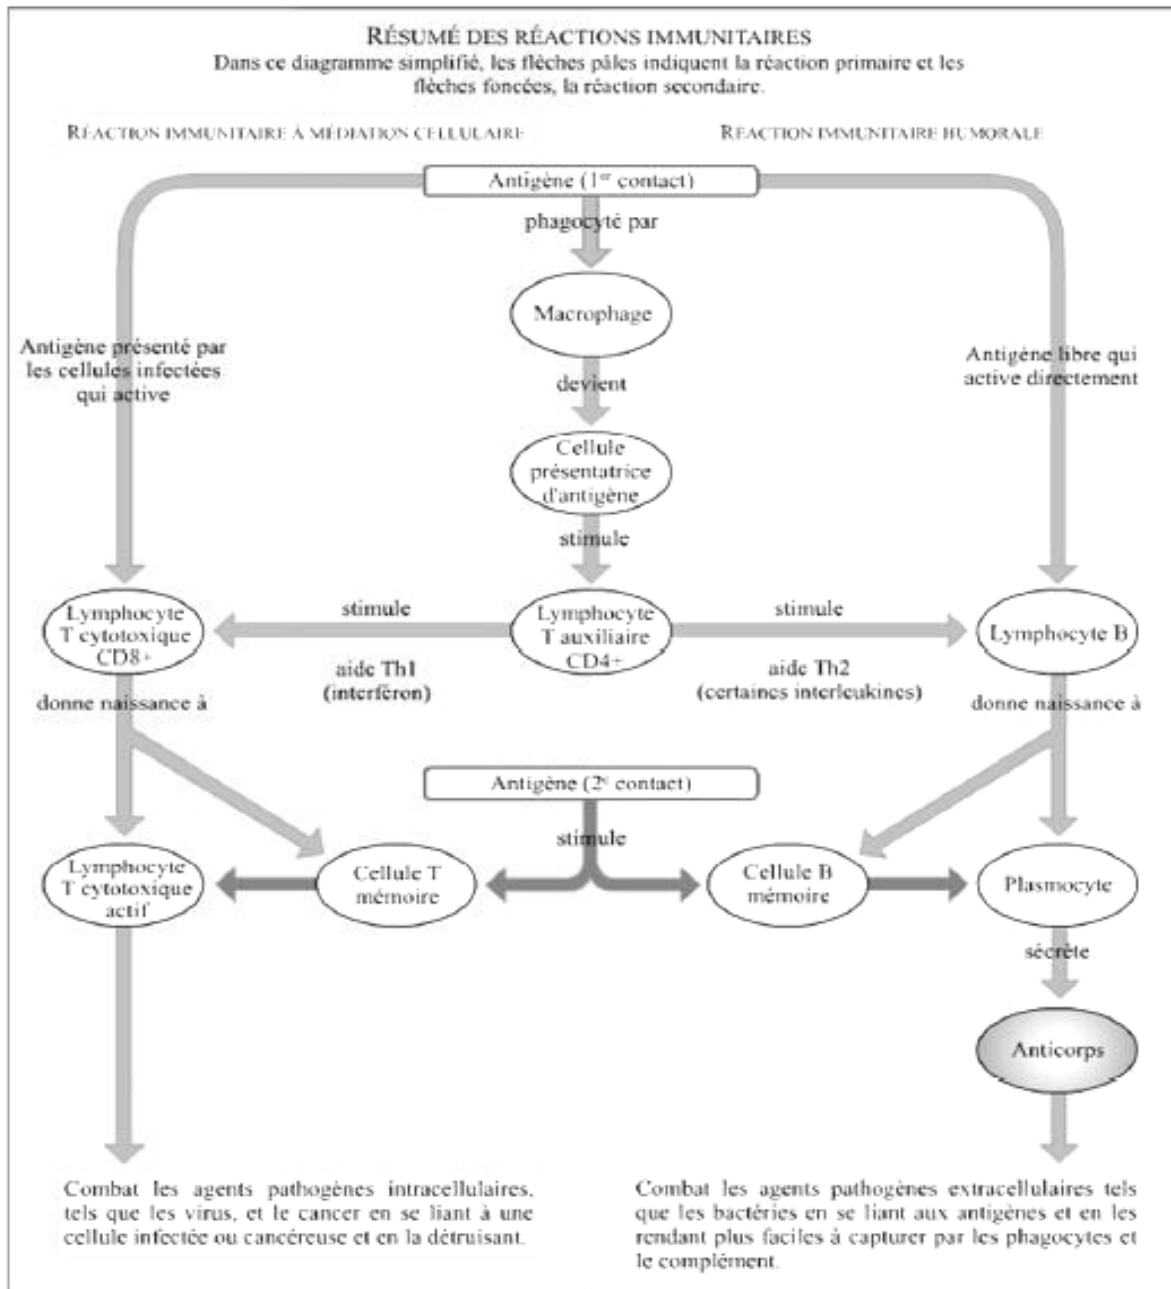 RÉSUMÉ DES RÉACTIONS IMMUNITAIRES
Dans ce diagramme simplifié, les flèches pâles indiquent la réaction primaire et les
flèches foncées, la réaction secondaire.
RÉACTION IMMUNITAIRE À MÉDIATION CELLULAIRE
RÉACTION IMMUNITAIRE HUMORALE
Antigène (1er contact)
phagocyté par
Macrophage
Antigène présenté par
les cellules infectées
qui active
Antigène libre qui
active directement
devient
Cellule
présentatrice
d'antigène
stimule
Lymphocyte
T cytotoxique
CD8+
stimule
Lymphocyte
T auxiliaire
CD4+
stimule
Lymphocyte B
aide Th1
(interféron)
aide Th2
(certaines interleukines)
donne naissance à
donne naissance à
Antigène (2e contact)
stimule
Lymphocyte
T cytotoxique
actif
Cellule T
mémoire
Cellule B
mémoire
Plasmocyte
sécrète
Anticorps
Combat les agents pathogènes intracellulaires,
tels que les virus, et le cancer en se liant à une
cellule infectée ou cancéreuse et en la détruisant.
Combat les agents pathogènes extracellulaires tels
que les bactéries en se liant aux antigènes et en les
rendant plus faciles à capturer par les phagocytes et
le complément.